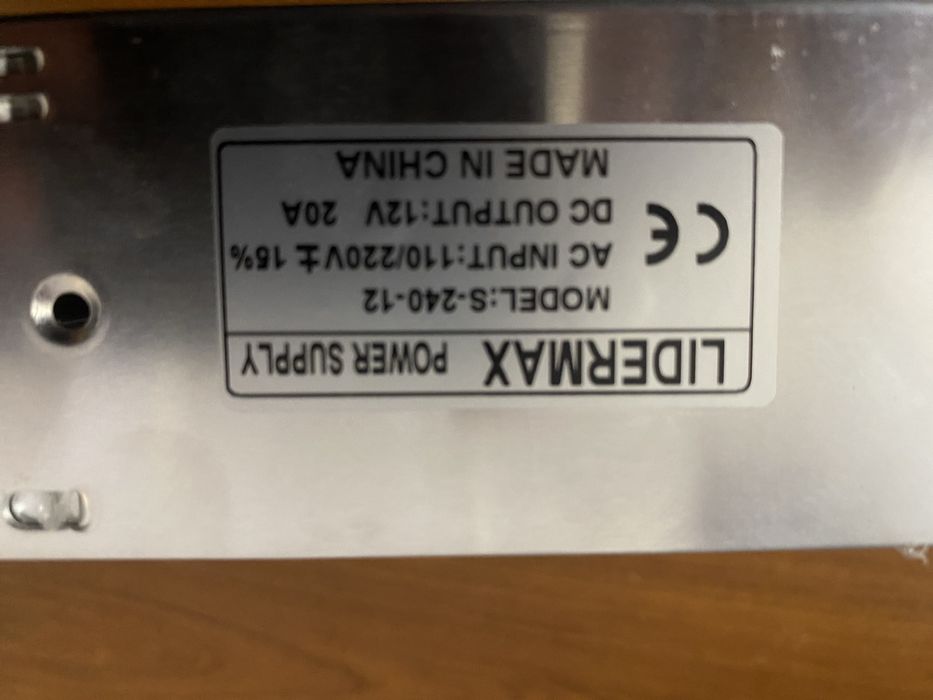 LIDERMAX POWER SUPPLY
MODEL:S-240-12
AC INPUT:110/220V ± 15%
DC OUTPUT:12V 20A
MADE IN CHINA
CE